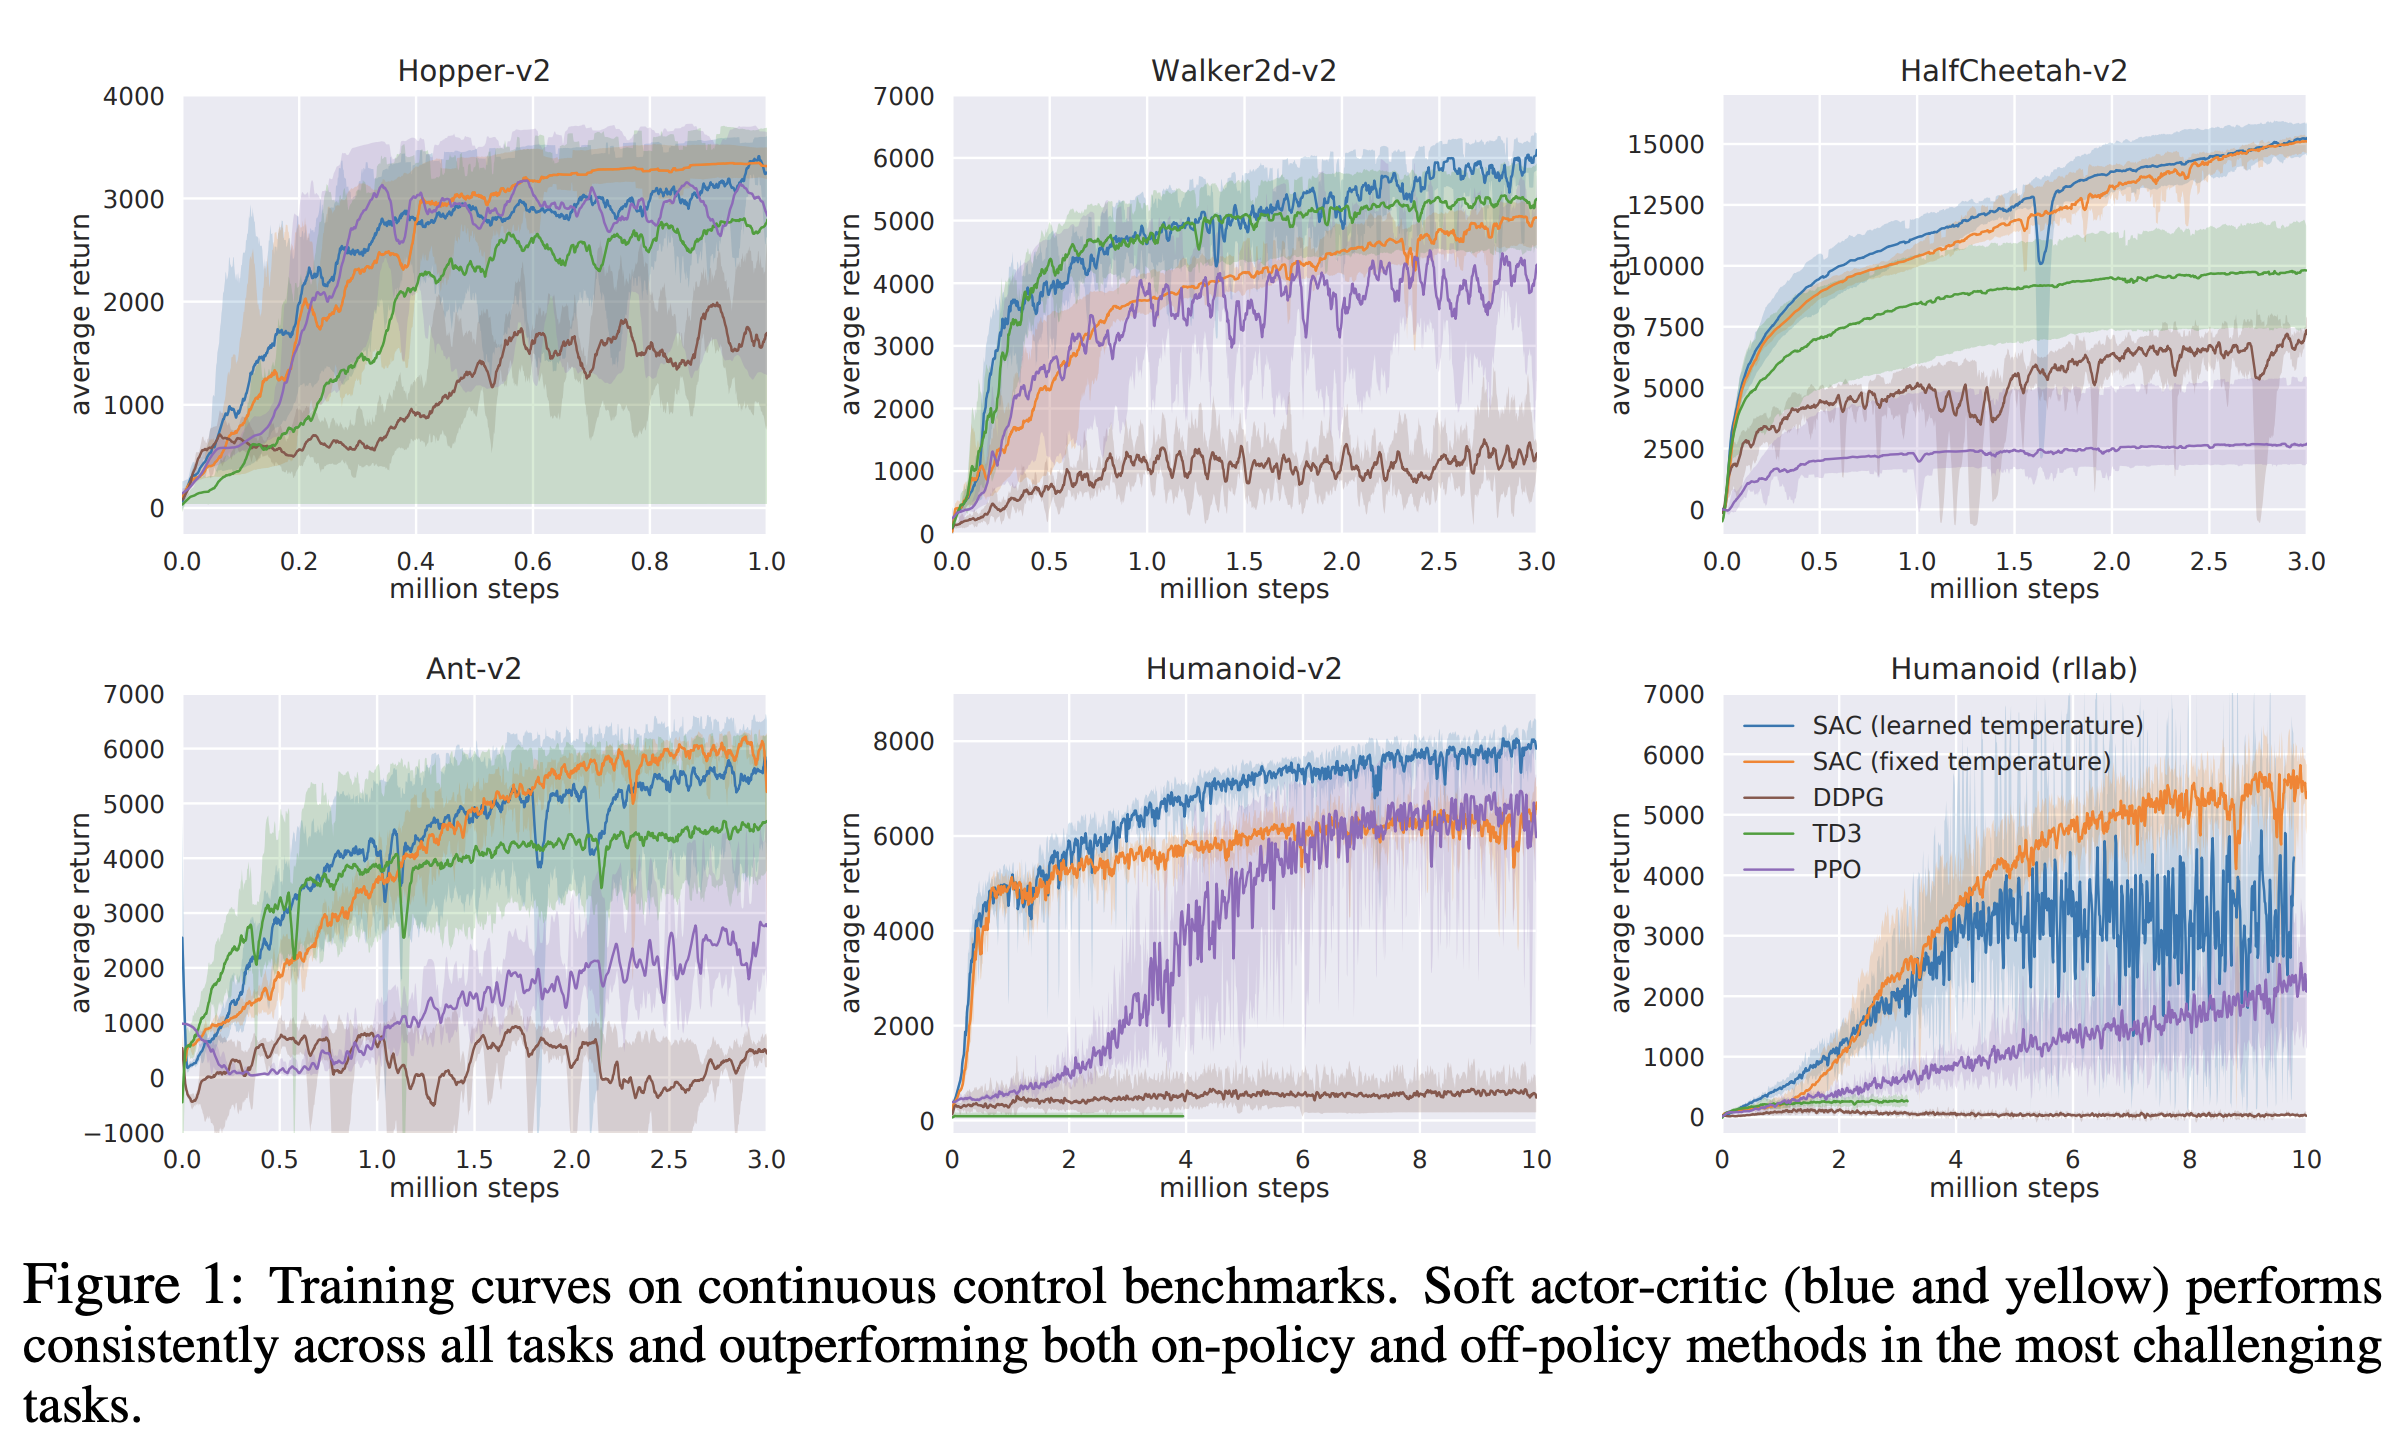 Hopper-v2
4000
3000
2000
1000
0
average return
0.0 0.2 0.4 0.6 0.8 1.0
million steps
Walker2d-v2
7000
6000
5000
4000
3000
2000
1000
0
average return
0.0 0.5 1.0 1.5 2.0 2.5 3.0
million steps
HalfCheetah-v2
15000
12500
10000
7500
5000
2500
0
average return
0.0 0.5 1.0 1.5 2.0 2.5 3.0
million steps
Ant-v2
7000
6000
5000
4000
3000
2000
1000
0
−1000
average return
0.0 0.5 1.0 1.5 2.0 2.5 3.0
million steps
Humanoid-v2
8000
6000
4000
2000
0
average return
0 2 4 6 8 10
million steps
Humanoid (rllab)
7000
6000
5000
4000
3000
2000
1000
0
average return
SAC (learned temperature)
SAC (fixed temperature)
DDPG
TD3
PPO
0 2 4 6 8 10
million steps
Figure 1: Training curves on continuous control benchmarks. Soft actor-critic (blue and yellow) performs
consistently across all tasks and outperforming both on-policy and off-policy methods in the most challenging
tasks.